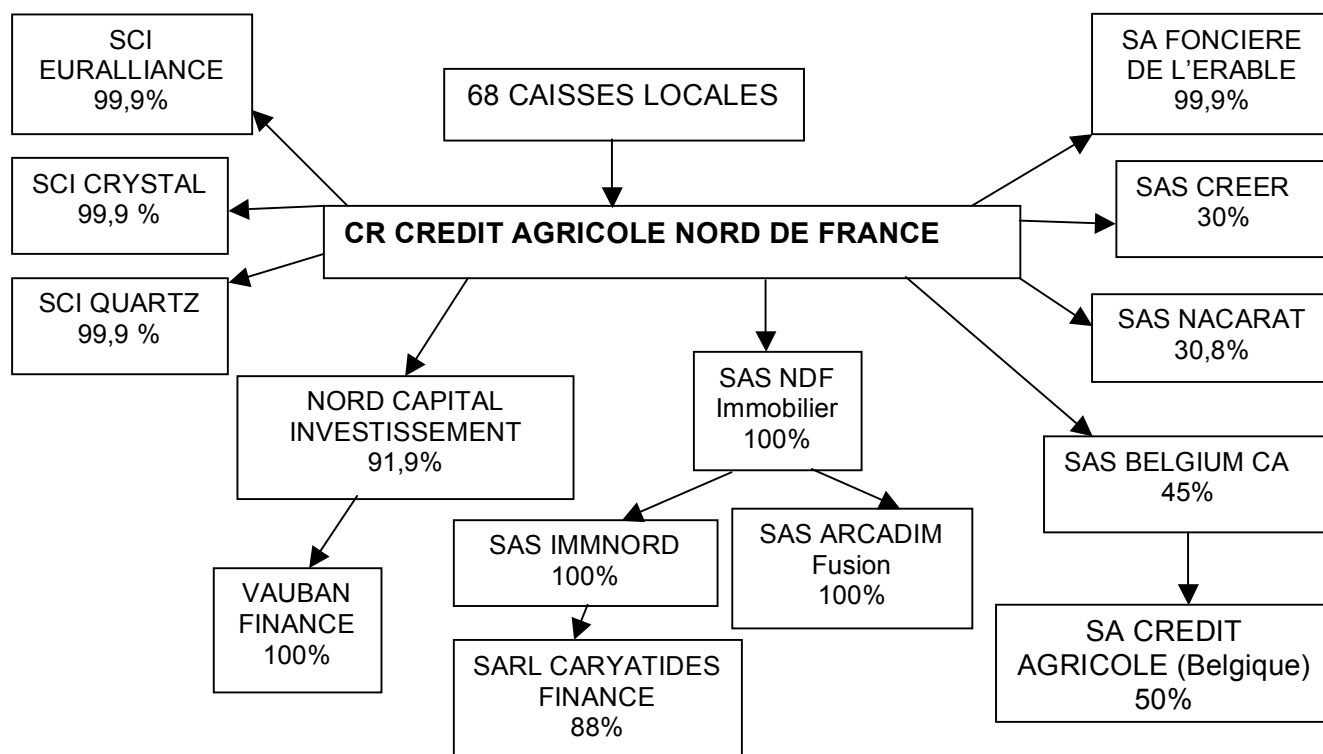 SCI
EURALLIANCE
99,9%
68 CAISSES LOCALES
SA FONCIERE
DE L'ERABLE
99,9%
SCI CRYSTAL
99,9 %
SAS CREER
30%
CR CREDIT AGRICOLE NORD DE FRANCE
SCI QUARTZ
99,9 %
SAS NACARAT
30,8%
NORD CAPITAL
INVESTISSEMENT
91,9%
SAS NDF
Immobilier
100%
SAS BELGIUM CA
45%
VAUBAN
FINANCE
100%
SAS IMMNORD
100%
SAS ARCADIM
Fusion
100%
SARL CARYATIDES
FINANCE
88%
SA CREDIT
AGRICOLE (Belgique)
50%